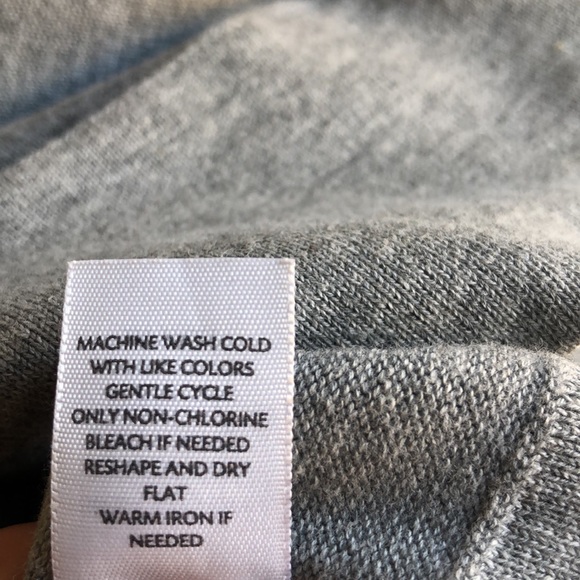 MACHINE WASH COLD
WITH LIKE COLORS
GENTLE CYCLE
ONLY NON-CHLORINE
BLEACH IF NEEDED
RESHAPE AND DRY
FLAT
WARM IRON IF
NEEDED